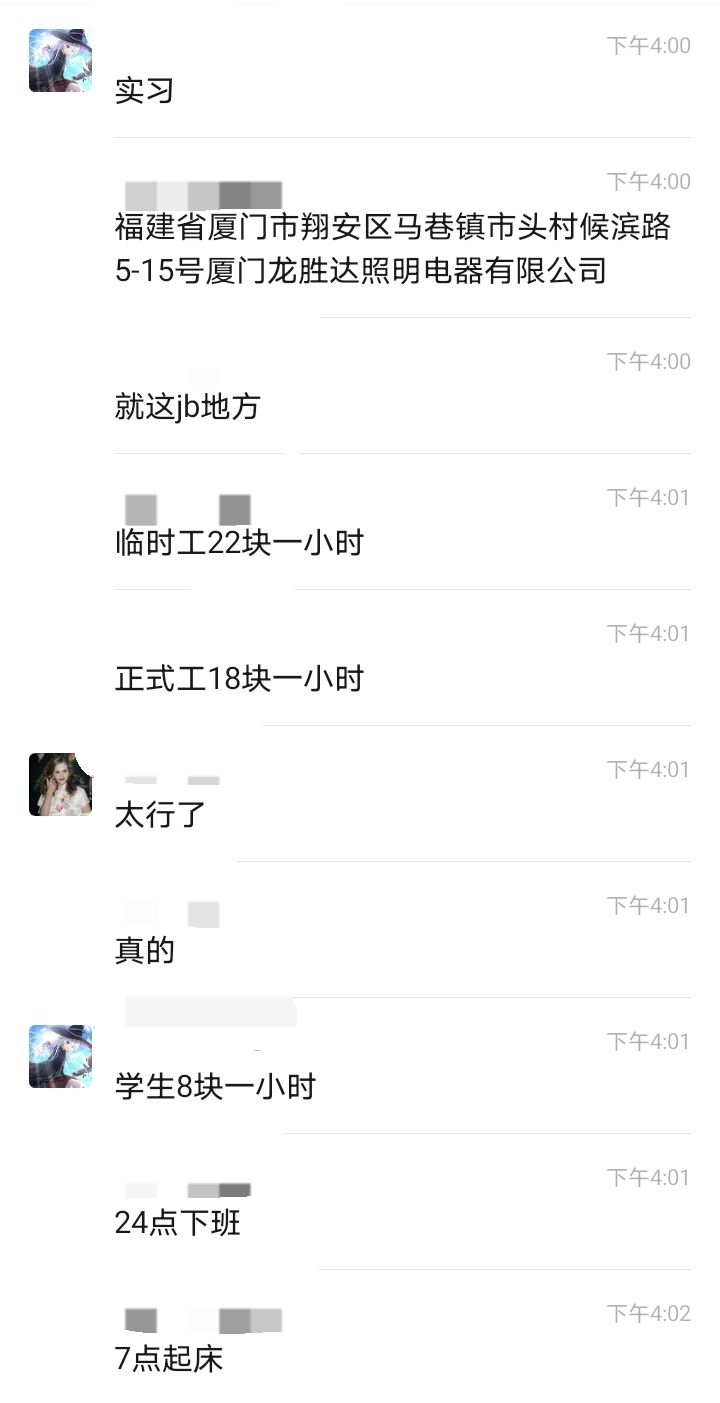 下午4:00
实习
下午4:00
福建省厦门市翔安区马巷镇市头村候滨路
5-15号厦门龙胜达照明电器有限公司
下午4:00
就这jb地方
下午4:01
临时工22块一小时
下午4:01
正式工18块一小时
下午4:01
太行了
下午4:01
真的
下午4:01
学生8块一小时
下午4:01
24点下班
下午4:02
7点起床